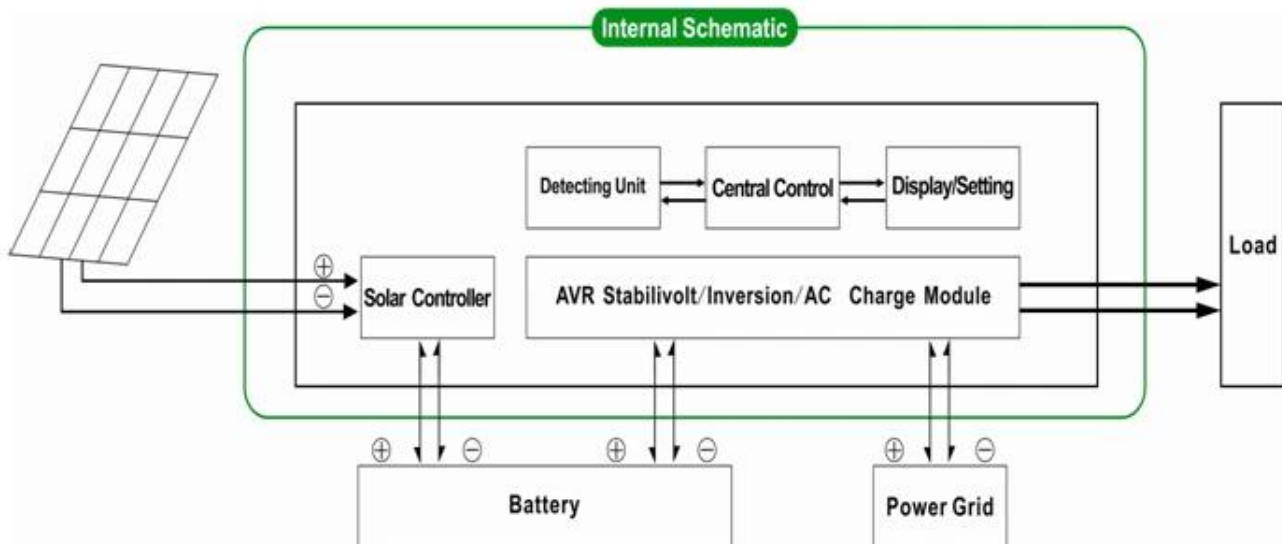 Internal Schematic
Detecting Unit
Central Control
Display/Setting
Load
⊕
⊖
Solar Controller
AVR Stabilivolt/Inversion/AC Charge Module
⊕ ⊖ ⊕ ⊖ ⊕ ⊖
Battery
Power Grid